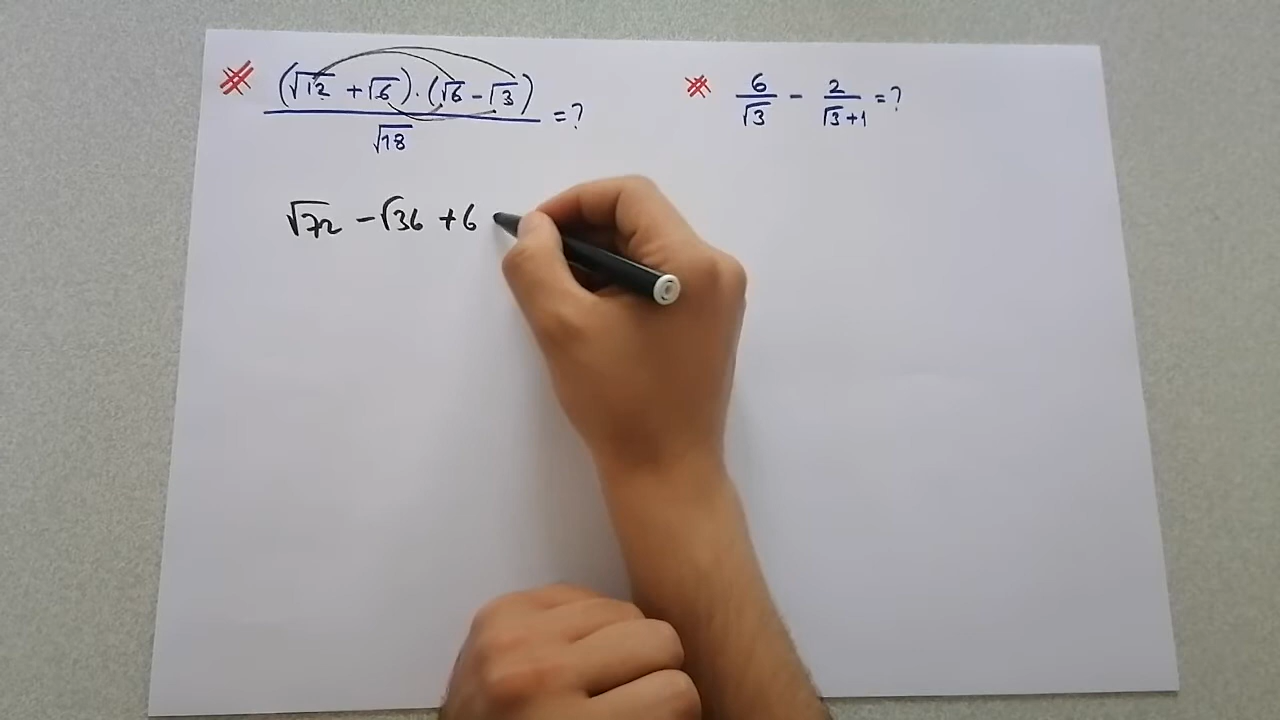 (√12 + √6) · (√6 - √3)
√18
= ?
√72 - √36 + 6
6/√3 - 2/(√3+1) = ?